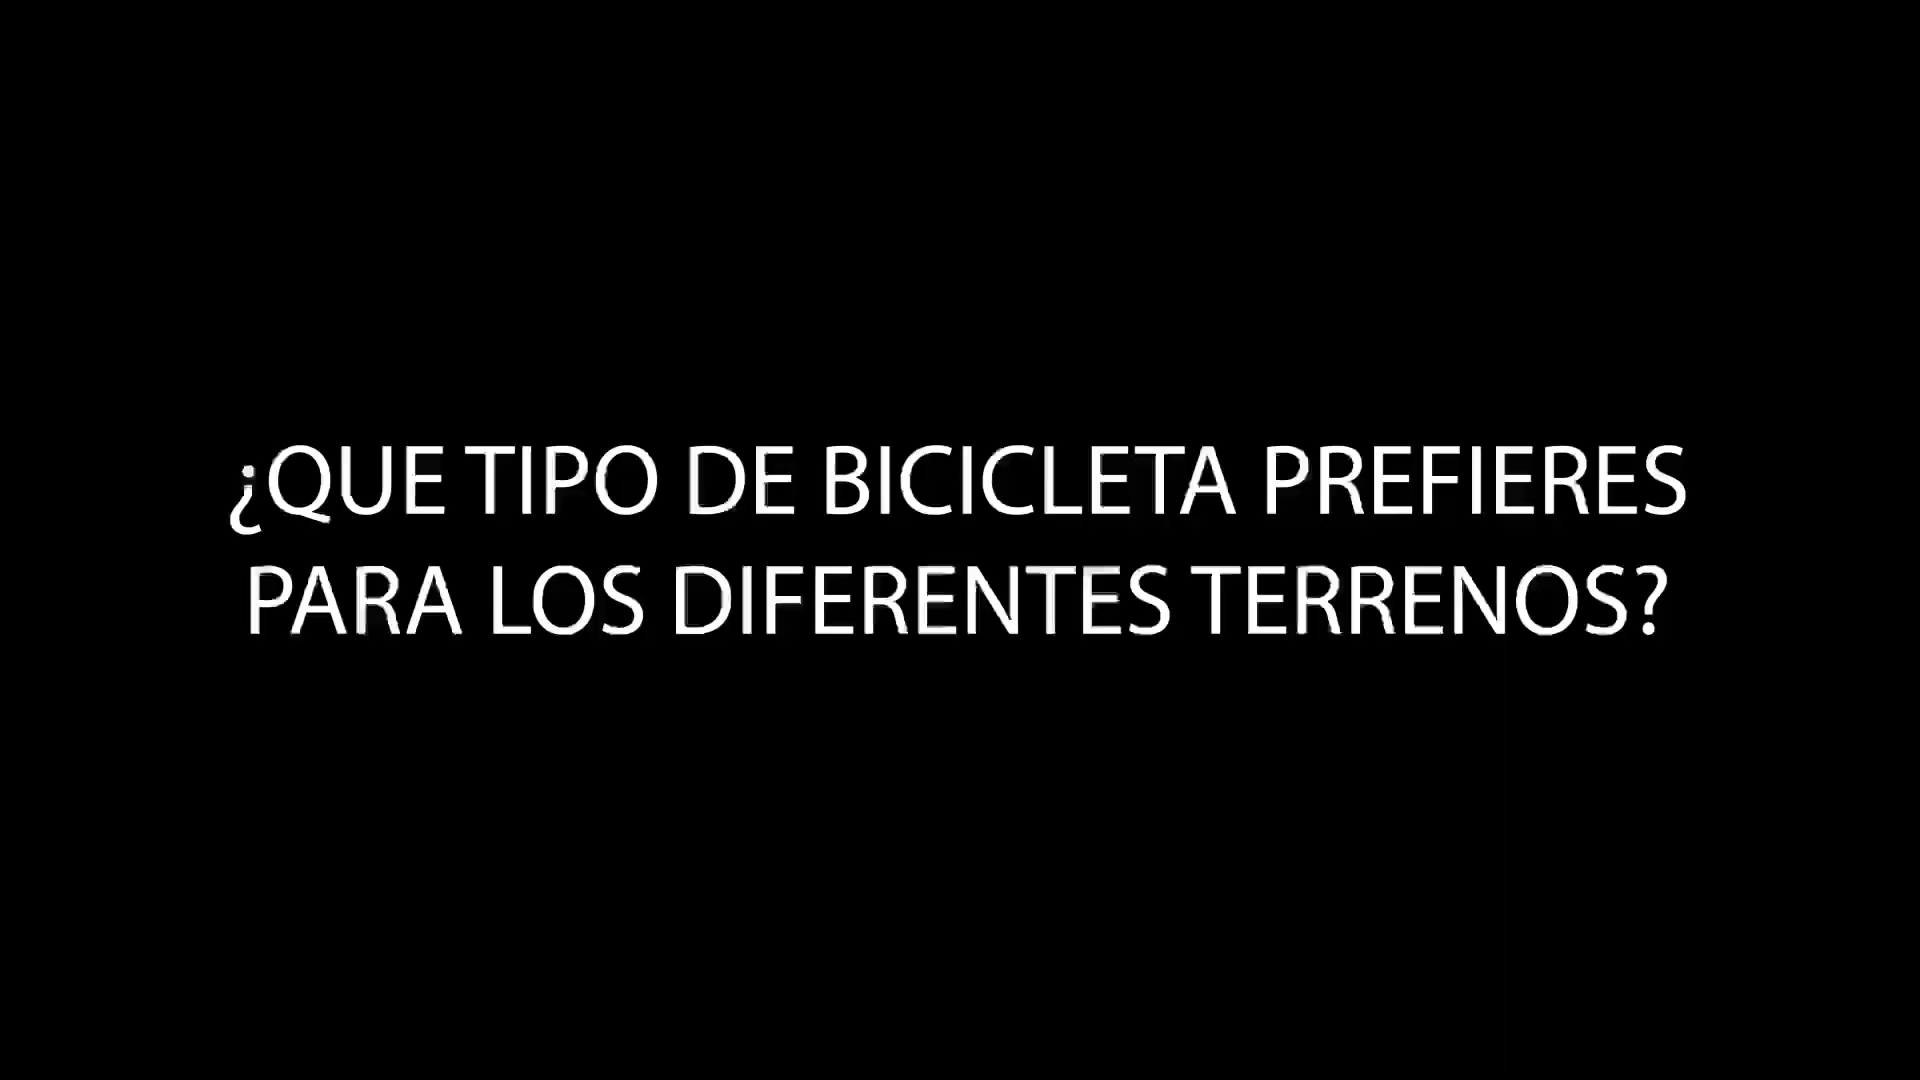 ¿QUE TIPO DE BICICLETA PREFIERES
PARA LOS DIFERENTES TERRENOS?